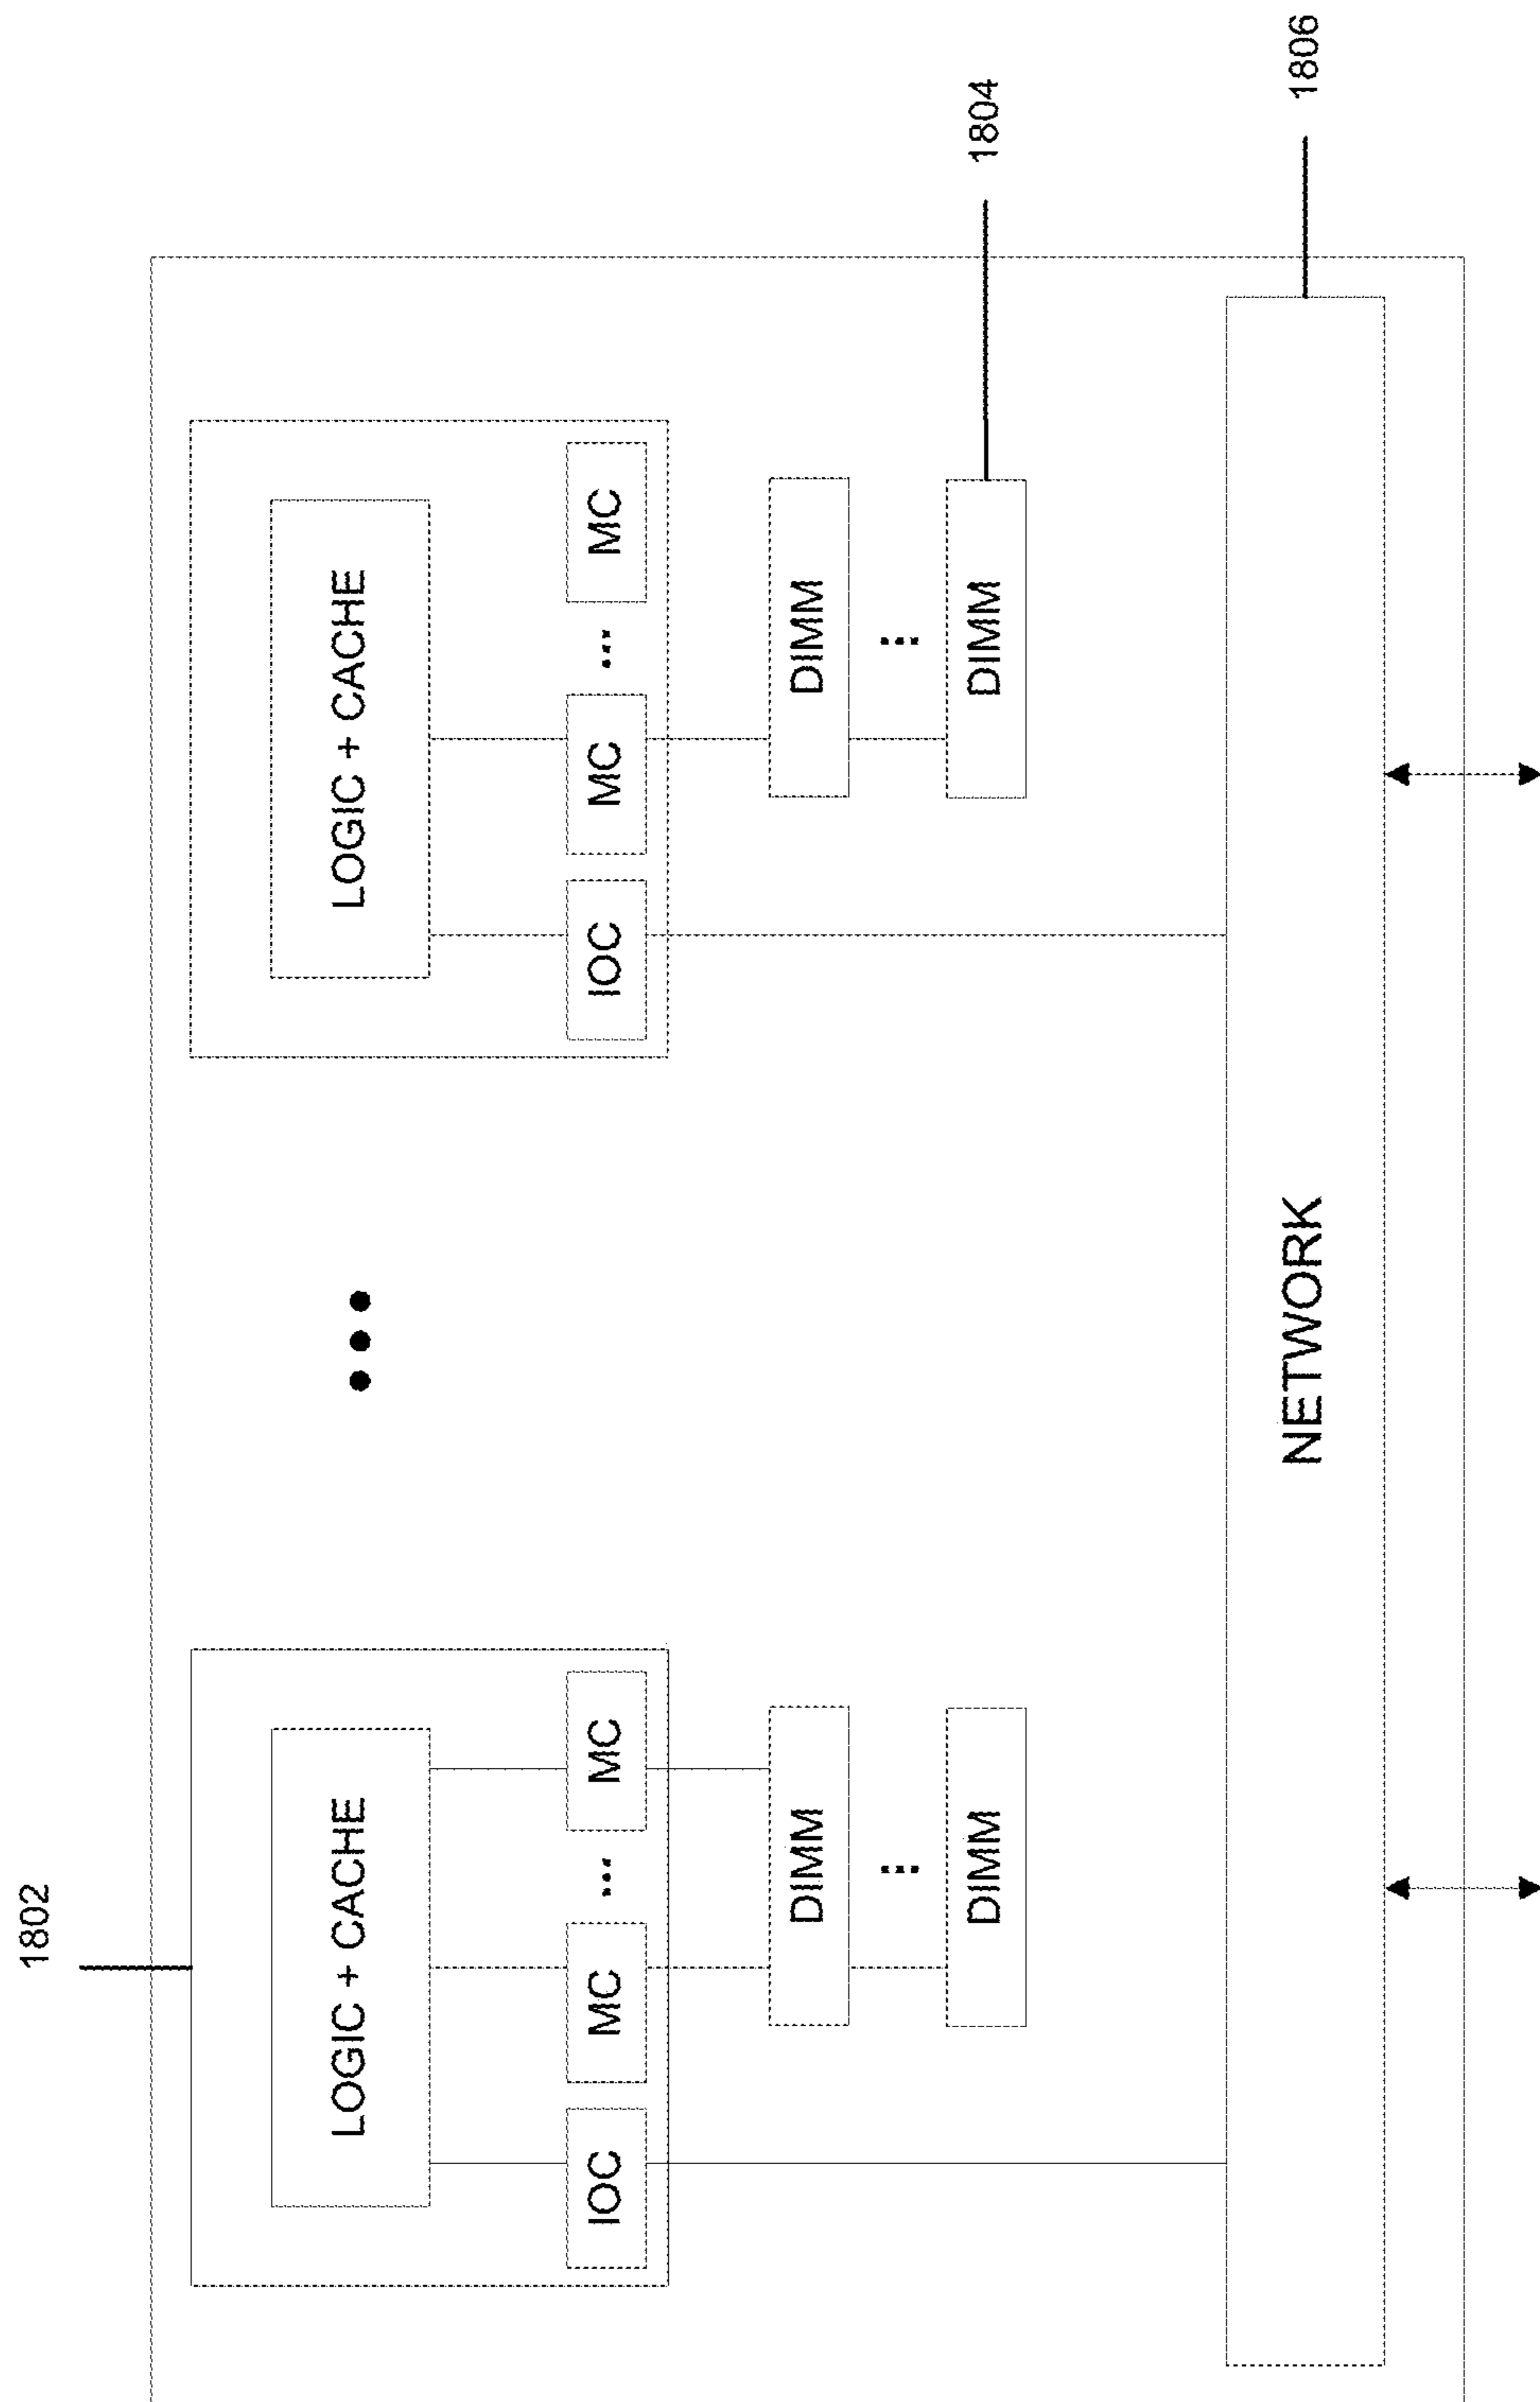 1802
LOGIC + CACHE
•••
LOGIC + CACHE
IOC MC ... MC
IOC MC ... MC
DIMM
DIMM
...
...
DIMM
DIMM
1804
NETWORK
1806